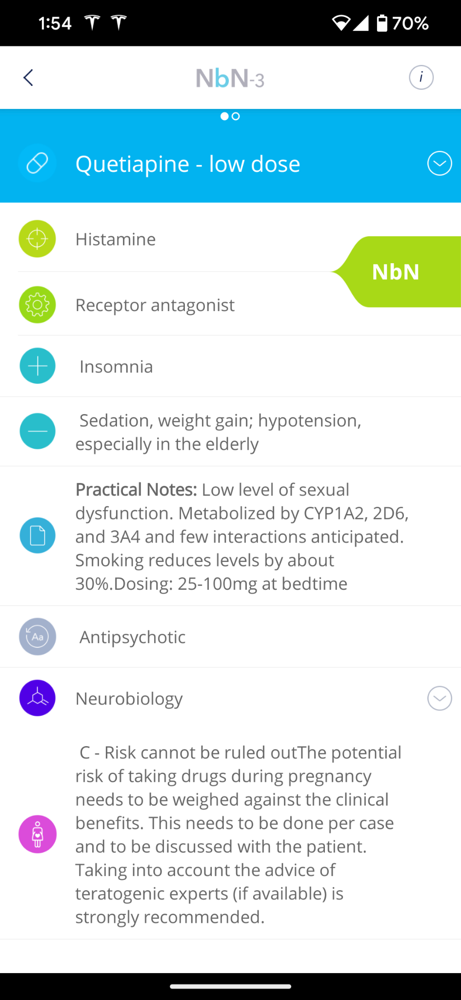 1:54 70%
NbN-3
i
Quetiapine - low dose
Histamine
NbN
Receptor antagonist
Insomnia
Sedation, weight gain; hypotension,
especially in the elderly
Practical Notes: Low level of sexual
dysfunction. Metabolized by CYP1A2, 2D6,
and 3A4 and few interactions anticipated.
Smoking reduces levels by about
30%.Dosing: 25-100mg at bedtime
Aa
Antipsychotic
Neurobiology
C - Risk cannot be ruled outThe potential
risk of taking drugs during pregnancy
needs to be weighed against the clinical
benefits. This needs to be done per case
and to be discussed with the patient.
Taking into account the advice of
teratogenic experts (if available) is
strongly recommended.